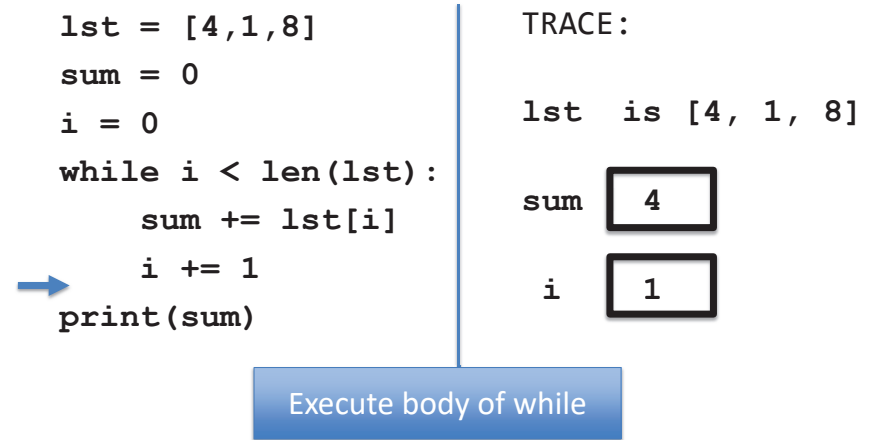 lst = [4,1,8]
sum = 0
i = 0
while i < len(lst):
    sum += lst[i]
    i += 1
print(sum)
TRACE:
lst is [4, 1, 8]
sum 4
i 1
Execute body of while